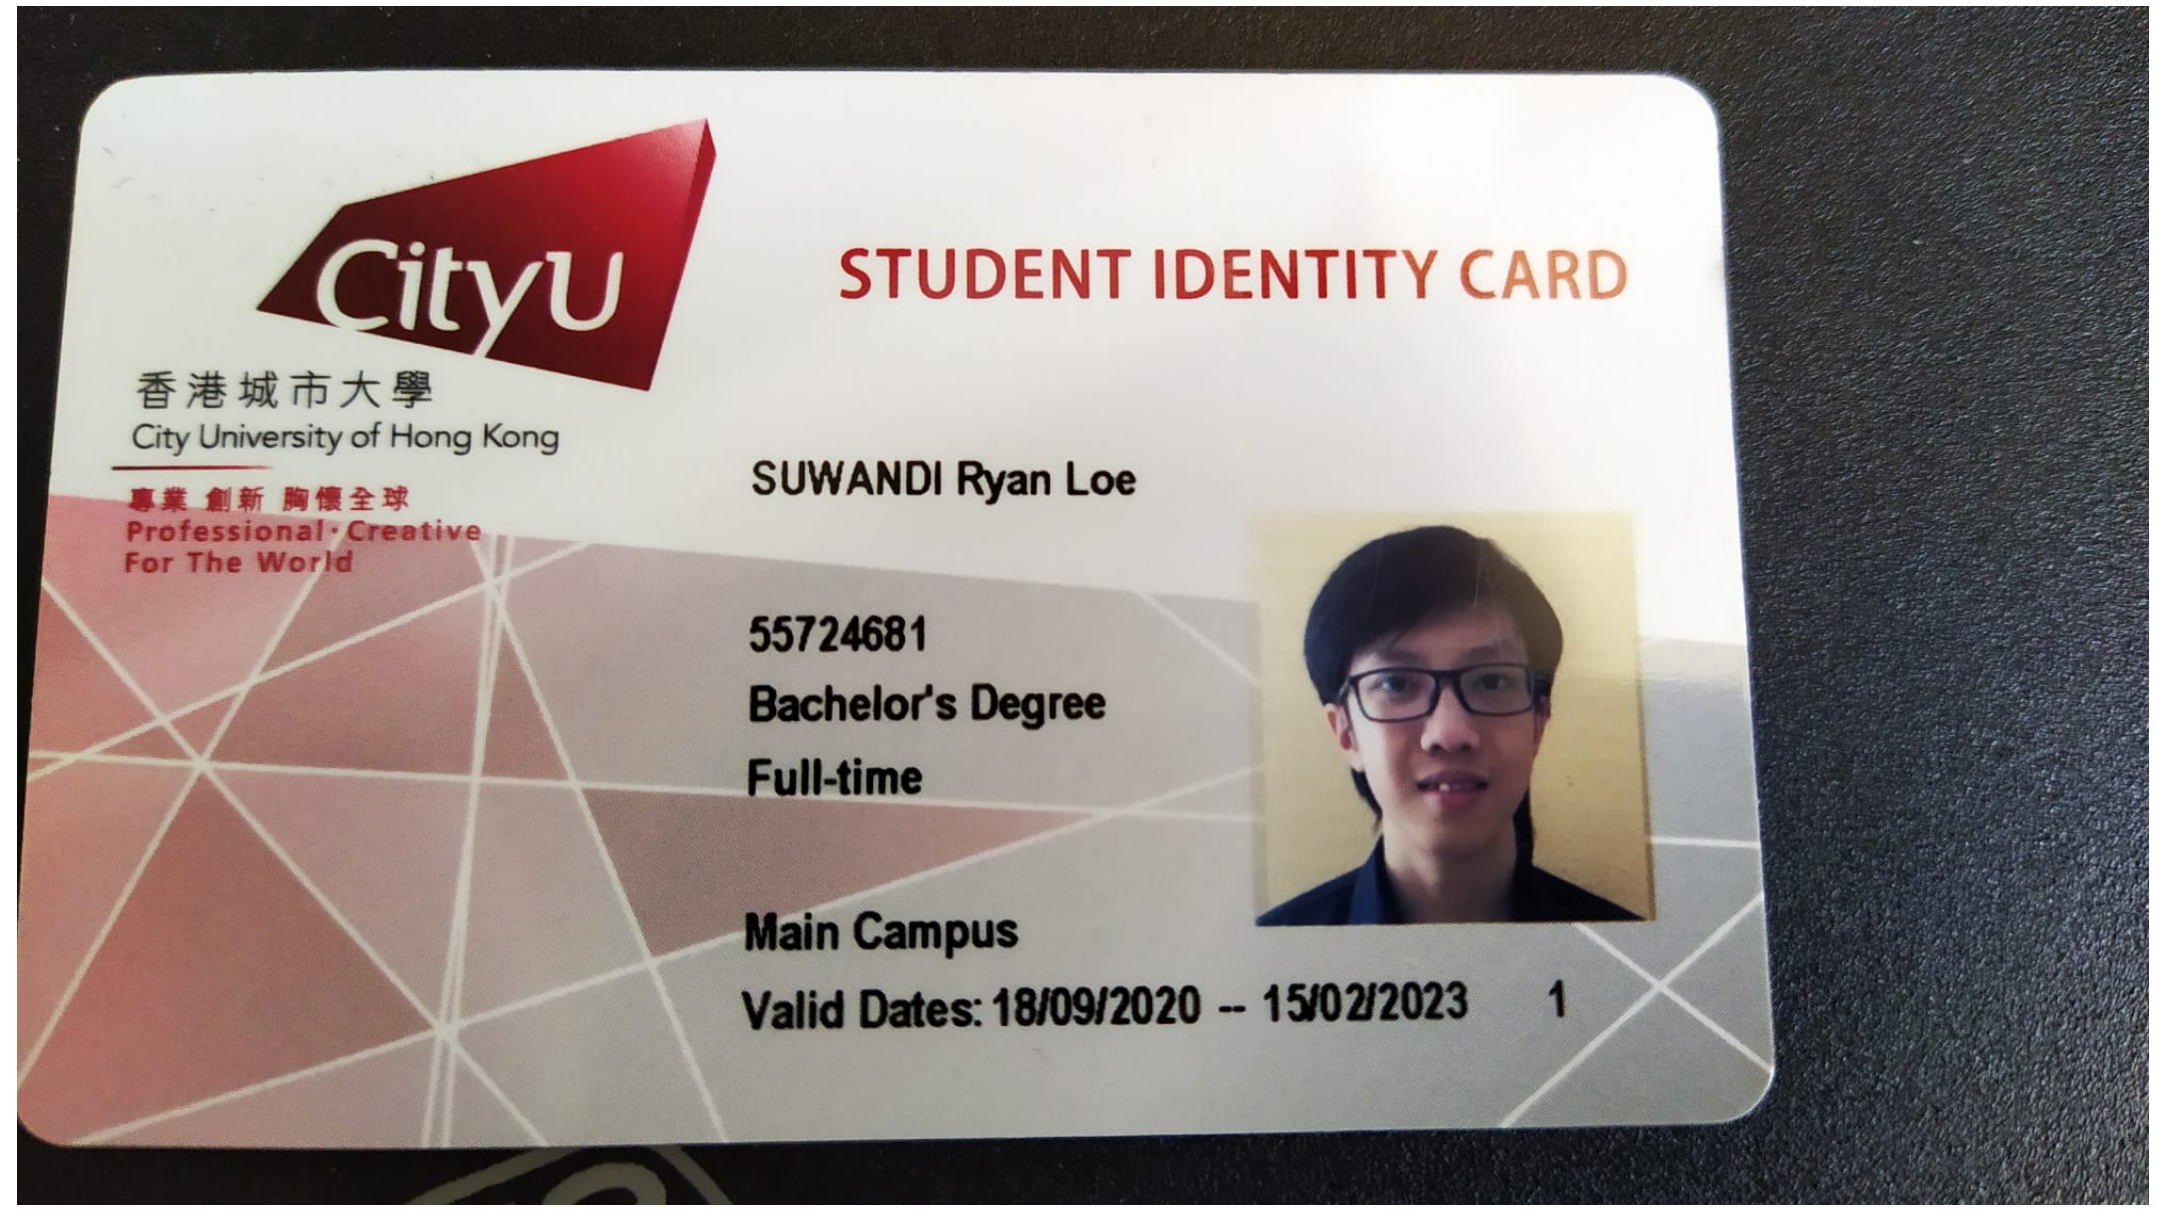 CityU
香港城市大學
City University of Hong Kong
專業 創新 胸懷全球
Professional·Creative
For The World
STUDENT IDENTITY CARD
SUWANDI Ryan Loe
55724681
Bachelor's Degree
Full-time
Main Campus
Valid Dates: 18/09/2020 -- 15/02/2023 1